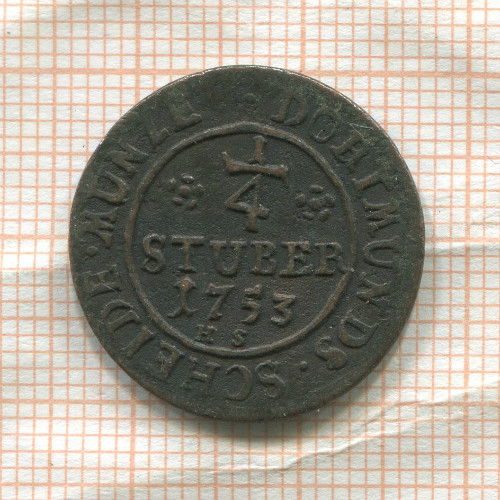 DORTMUNDS · SCHEIDE · MUNZE
1/4
STUBER
1753
HS